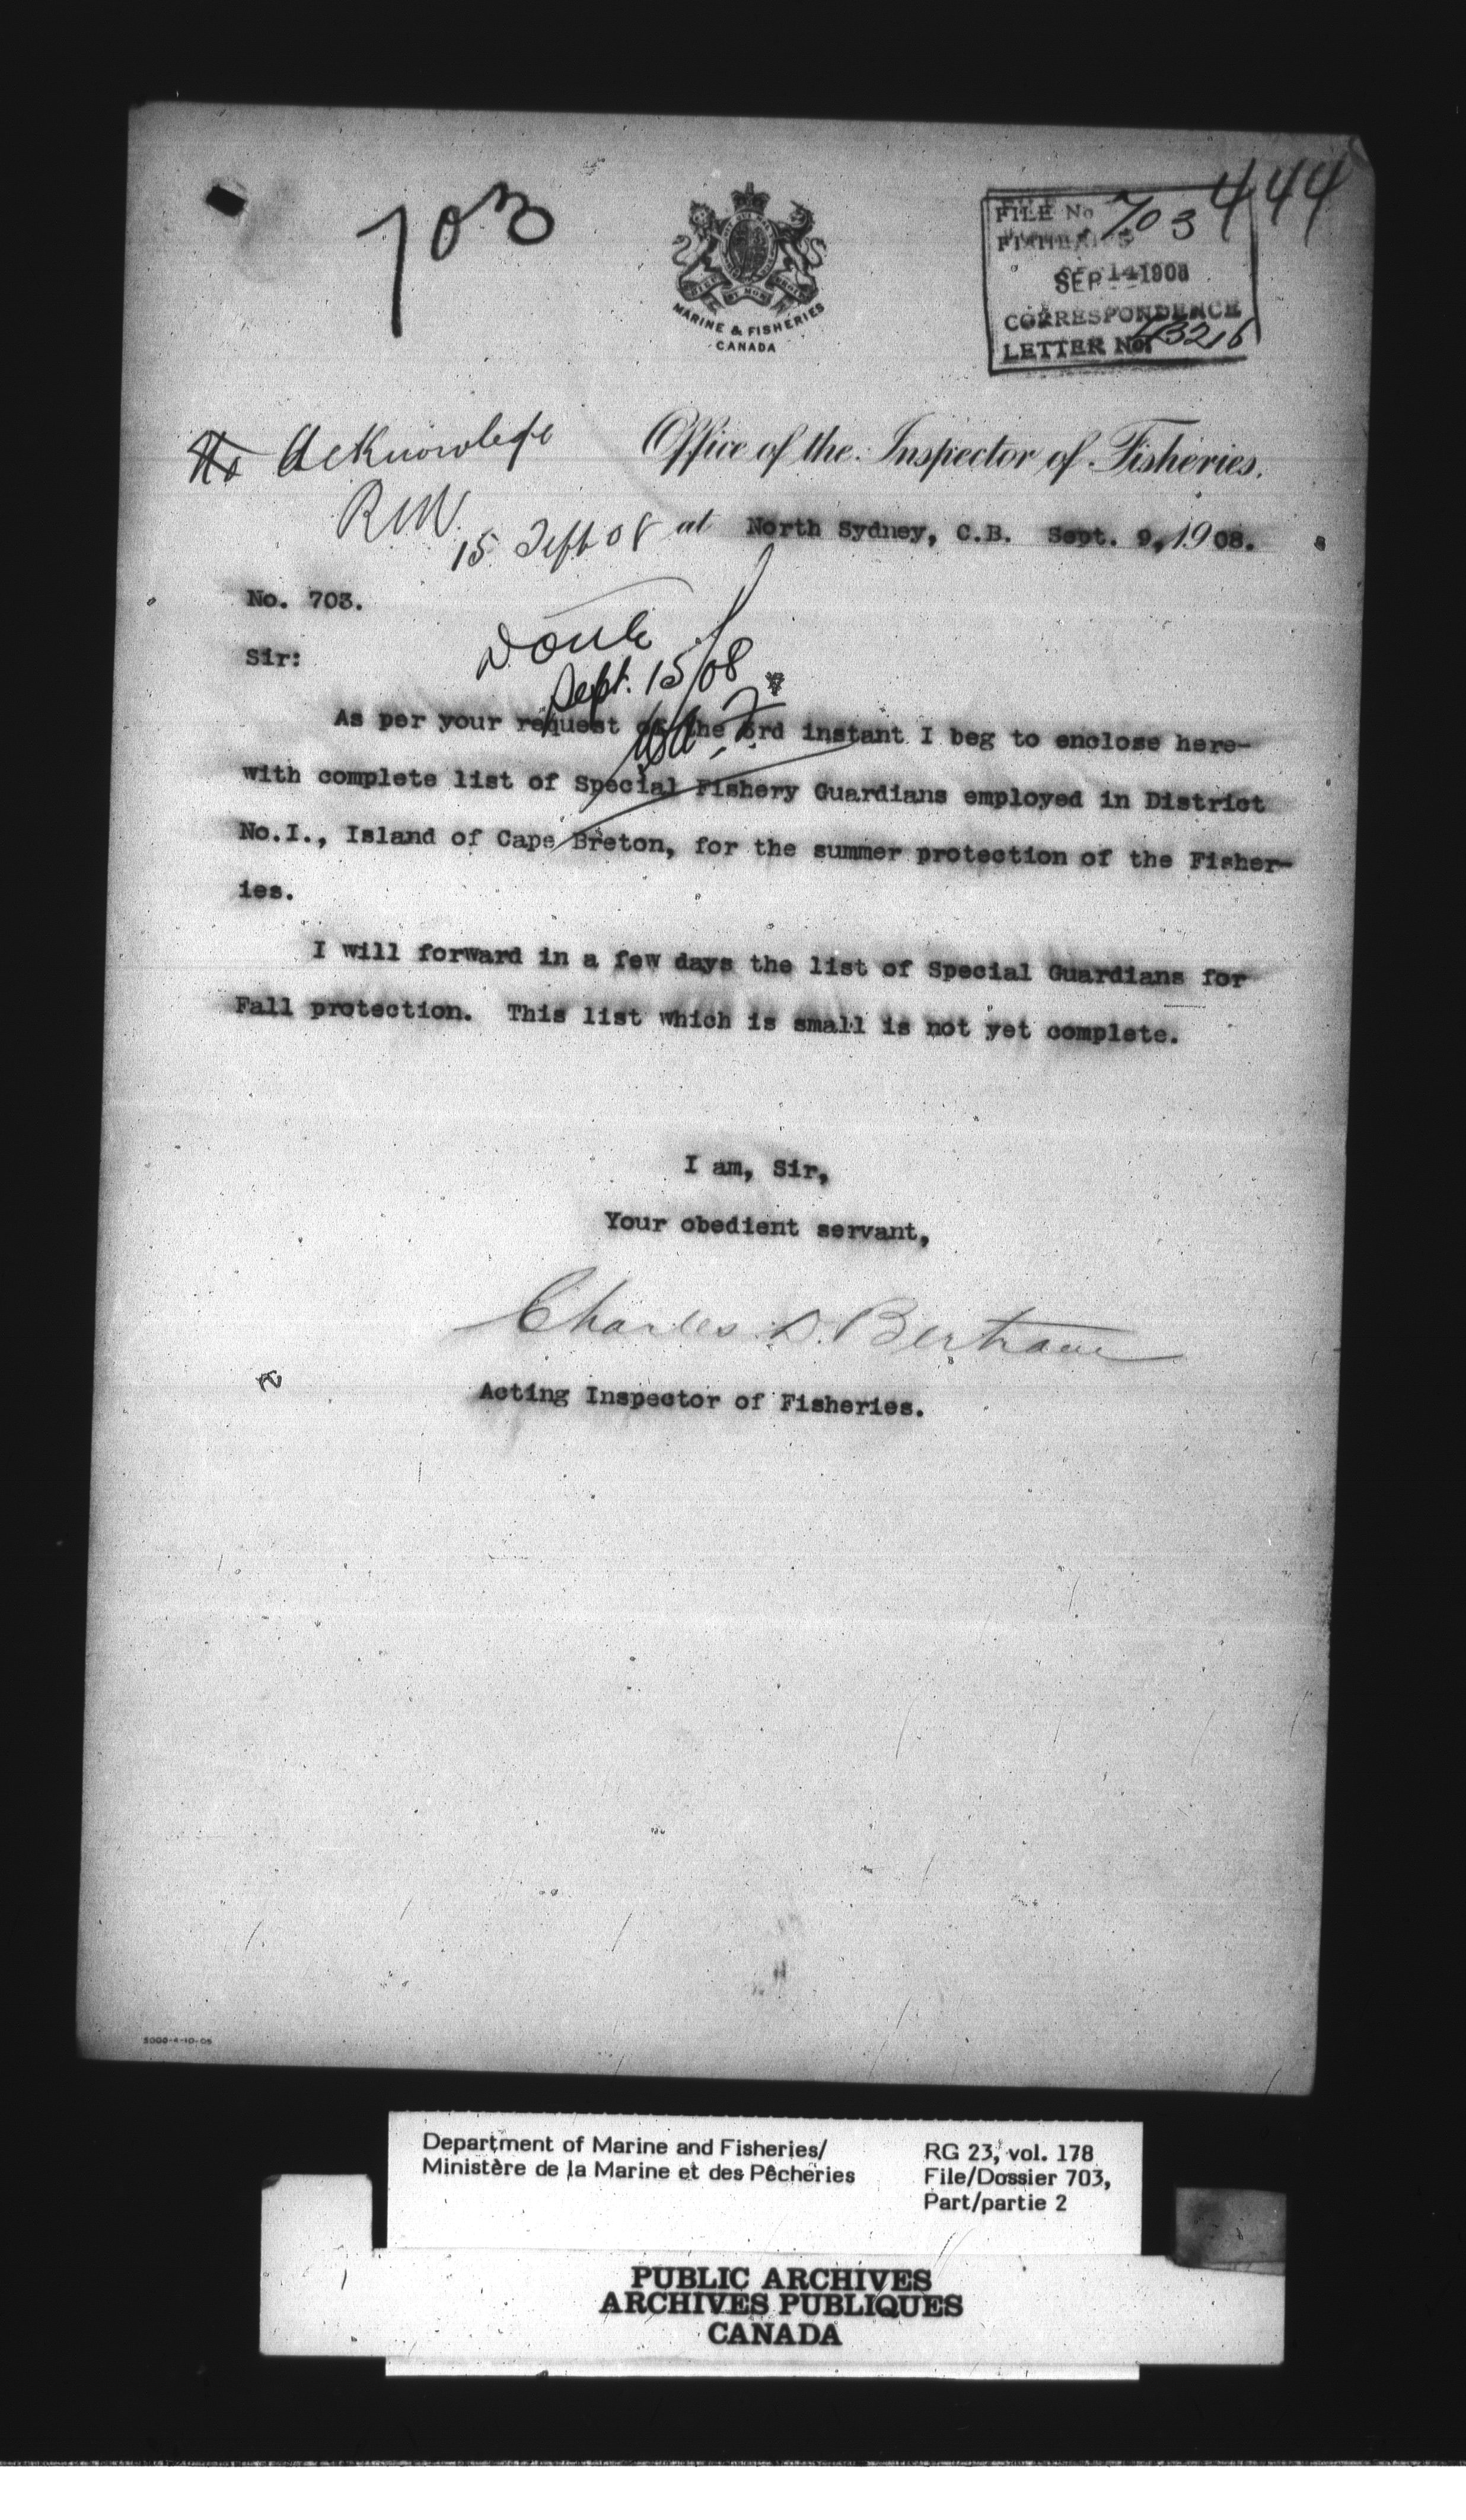 703
444
MARINE & FISHERIES
CANADA
FILE No 703
FISHERIES
SEP 14 1908
CORRESPONDENCE
LETTER No.
Acknowledge
Office of the Inspector of Fisheries.
15 Sept 08
at North Sydney, C.B. Sept. 9, 1908.
No. 703.
Done
Sir:
Sept. 15/08
As per your request of the 3rd instant I beg to enclose here-
with complete list of Special Fishery Guardians employed in District
No.I., Island of Cape Breton, for the summer protection of the Fisher-
ies.
I will forward in a few days the list of Special Guardians for
Fall protection. This list which is small is not yet complete.
I am, Sir,
Your obedient servant,
Charles D. Bertram
Acting Inspector of Fisheries.
Department of Marine and Fisheries/
Ministère de la Marine et des Pêcheries
RG 23, vol. 178
File/Dossier 703,
Part/partie 2
PUBLIC ARCHIVES
ARCHIVES PUBLIQUES
CANADA